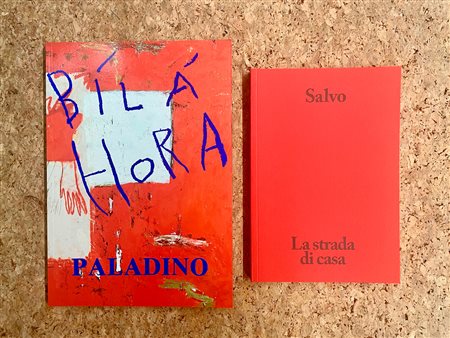 BÍLÁ
HORA
PALADINO
Salvo
La strada
di casa